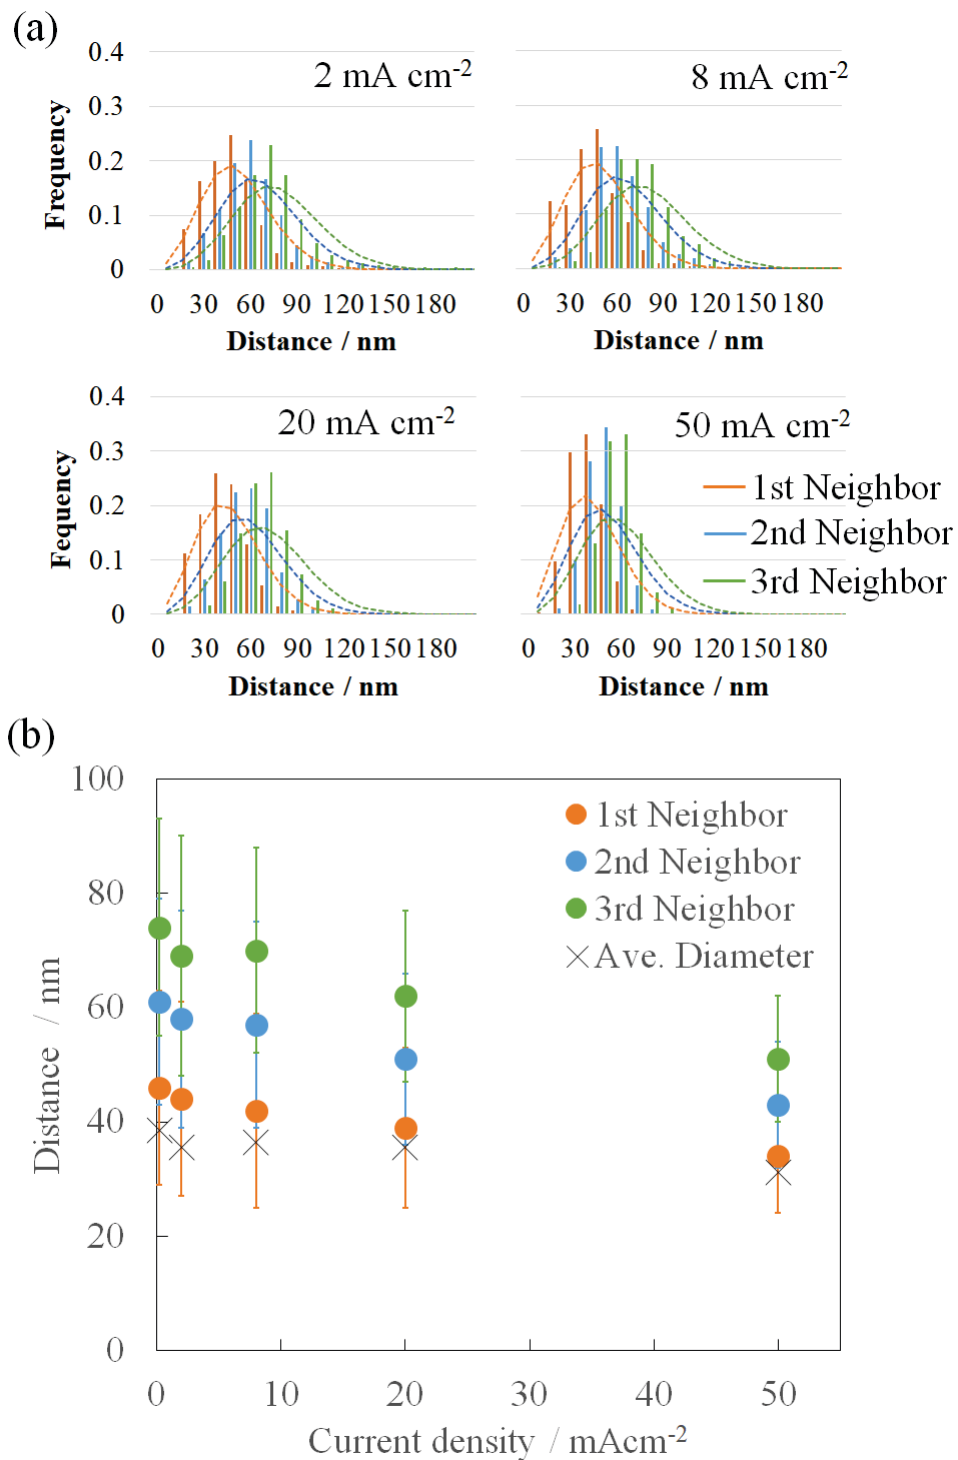 (a)
0.4
0.3
0.2
0.1
0
Frequency
2 mA cm-2
0 30 60 90 120 150 180
Distance / nm
8 mA cm-2
0 30 60 90 120 150 180
Distance / nm
0.4
0.3
0.2
0.1
0
Fequency
20 mA cm-2
0 30 60 90 120 150 180
Distance / nm
50 mA cm-2
1st Neighbor
2nd Neighbor
3rd Neighbor
0 30 60 90 120 150 180
Distance / nm
(b)
100
80
60
40
20
0
Distance / nm
1st Neighbor
2nd Neighbor
3rd Neighbor
Ave. Diameter
0 10 20 30 40 50
Current density / mAcm-2